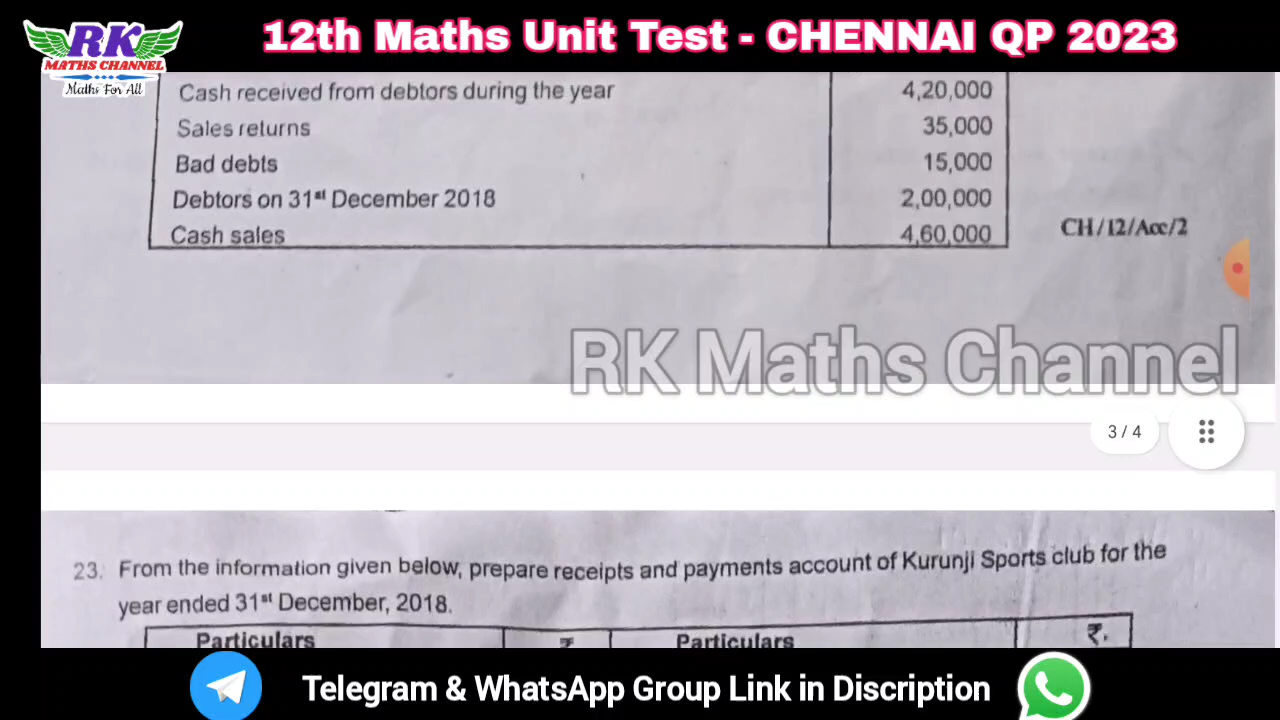 RK
MATHS CHANNEL
Maths For All
12th Maths Unit Test - CHENNAI QP 2023
Cash received from debtors during the year 4,20,000
Sales returns 35,000
Bad debts 15,000
Debtors on 31st December 2018 2,00,000
Cash sales 4,60,000
CH/12/Acc/2
RK Maths Channel
3 / 4
23. From the information given below, prepare receipts and payments account of Kurunji Sports club for the
year ended 31st December, 2018.
Particulars ₹ Particulars ₹.
Telegram & WhatsApp Group Link in Discription